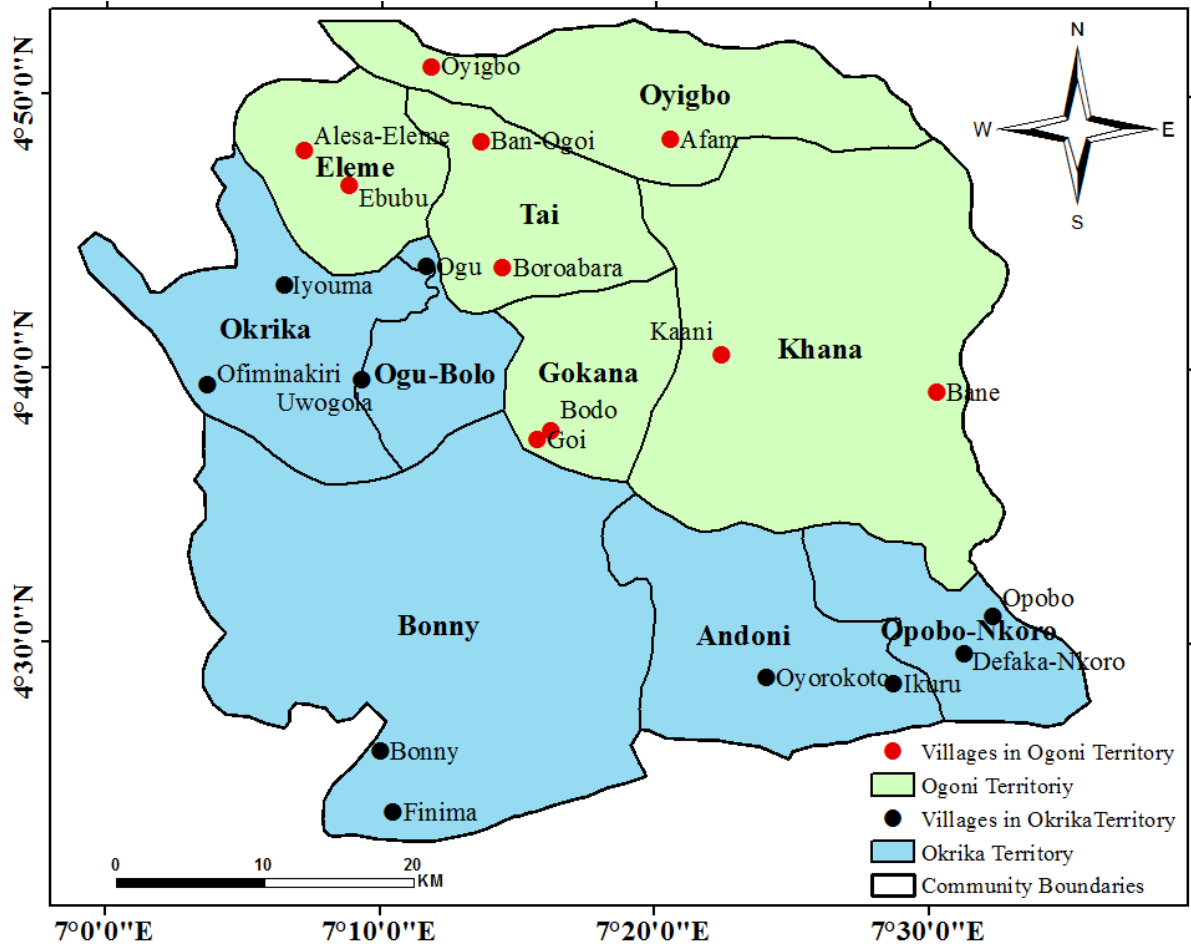 N
W
E
S
4°50'0"N
4°40'0"N
4°30'0"N
Oyigbo
Oyigbo
Afam
Alesa-Eleme
Eleme
Ebubu
Ban-Ogoi
Tai
Boroabara
Ogu
Iyouma
Okrika
Ofiminakiri
Uwogola
Ogu-Bolo
Gokana
Bodo
Goi
Kaani
Khana
Bane
Bonny
Andoni
Opobo
Opobo-Nkoro
Defaka-Nkoro
Oyorokoto
Ikuru
Bonny
Finima
Villages in Ogoni Territory
Ogoni Territoriy
Villages in OkrikaTerritory
Okrika Territory
Community Boundaries
0 10 20
KM
7°0'0"E 7°10'0"E 7°20'0"E 7°30'0"E